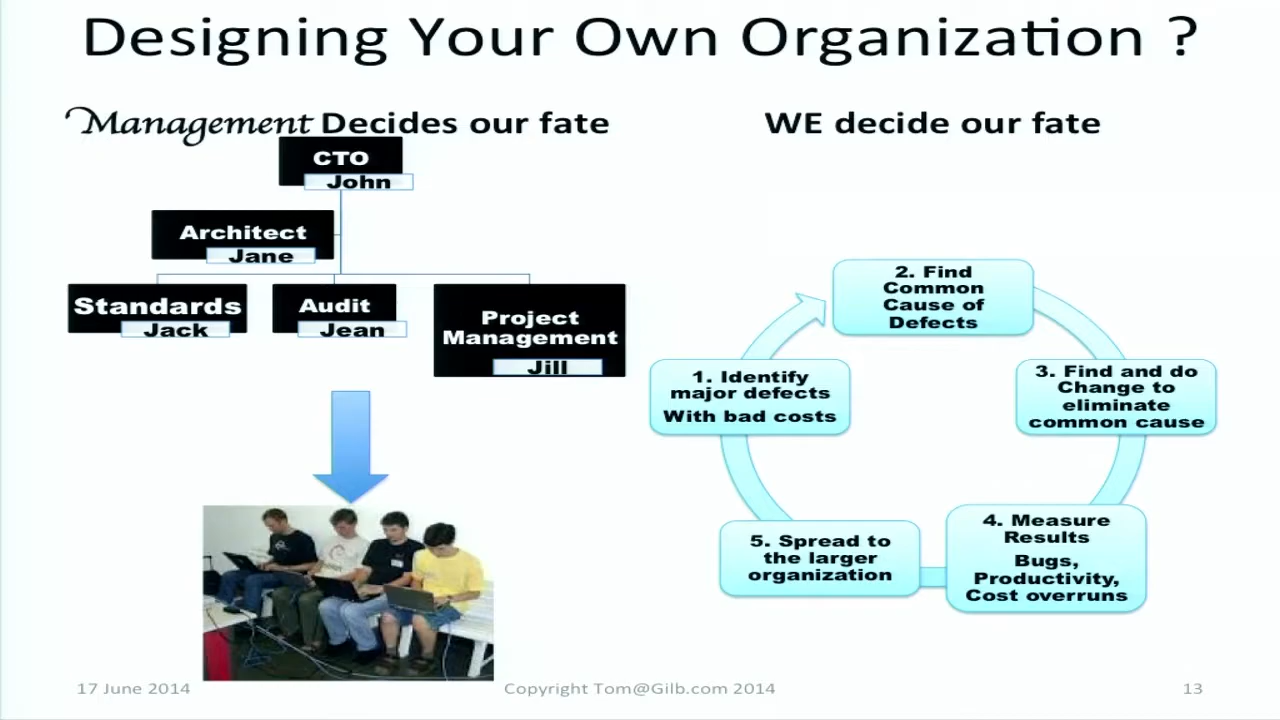 Designing Your Own Organization ?
Management Decides our fate
CTO
John
Architect
Jane
Standards
Jack
Audit
Jean
Project
Management
Jill
WE decide our fate
2. Find
Common
Cause of
Defects
1. Identify
major defects
With bad costs
3. Find and do
Change to
eliminate
common cause
4. Measure
Results
Bugs,
Productivity,
Cost overruns
5. Spread to
the larger
organization
17 June 2014
Copyright Tom@Gilb.com 2014
13